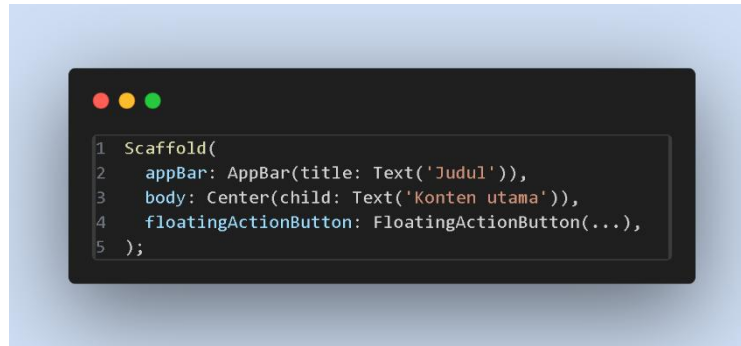 1 Scaffold(
2   appBar: AppBar(title: Text('Judul')),
3   body: Center(child: Text('Konten utama')),
4   floatingActionButton: FloatingActionButton(...),
5 );